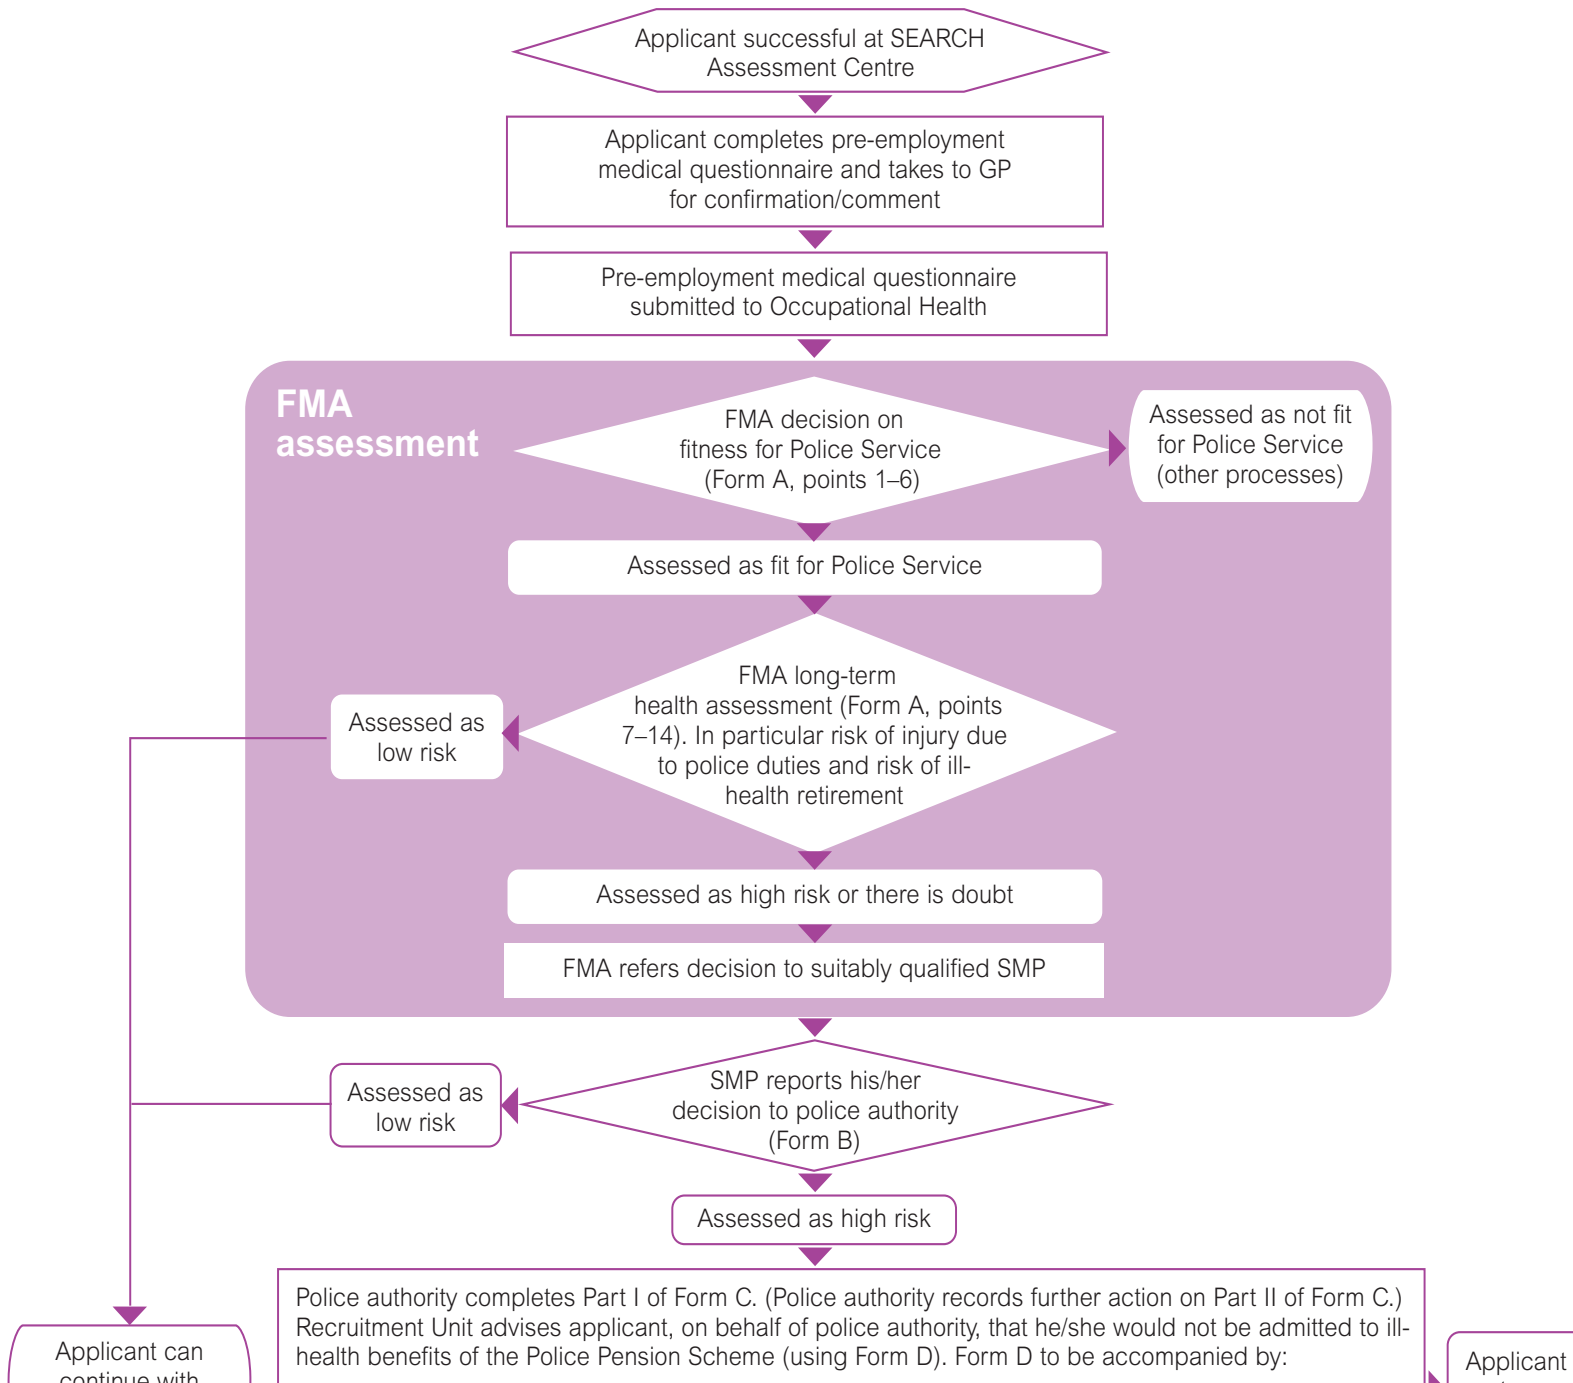 Applicant successful at SEARCH
Assessment Centre
Applicant completes pre-employment
medical questionnaire and takes to GP
for confirmation/comment
Pre-employment medical questionnaire
submitted to Occupational Health
FMA
assessment
FMA decision on
fitness for Police Service
(Form A, points 1–6)
Assessed as not fit
for Police Service
(other processes)
Assessed as fit for Police Service
FMA long-term
health assessment (Form A, points
7–14). In particular risk of injury due
to police duties and risk of ill-
health retirement
Assessed as
low risk
Assessed as high risk or there is doubt
FMA refers decision to suitably qualified SMP
SMP reports his/her
decision to police authority
(Form B)
Assessed as
low risk
Assessed as high risk
Police authority completes Part I of Form C. (Police authority records further action on Part II of Form C.)
Recruitment Unit advises applicant, on behalf of police authority, that he/she would not be admitted to ill-
health benefits of the Police Pension Scheme (using Form D). Form D to be accompanied by:
Applicant can
continue with
Applicant